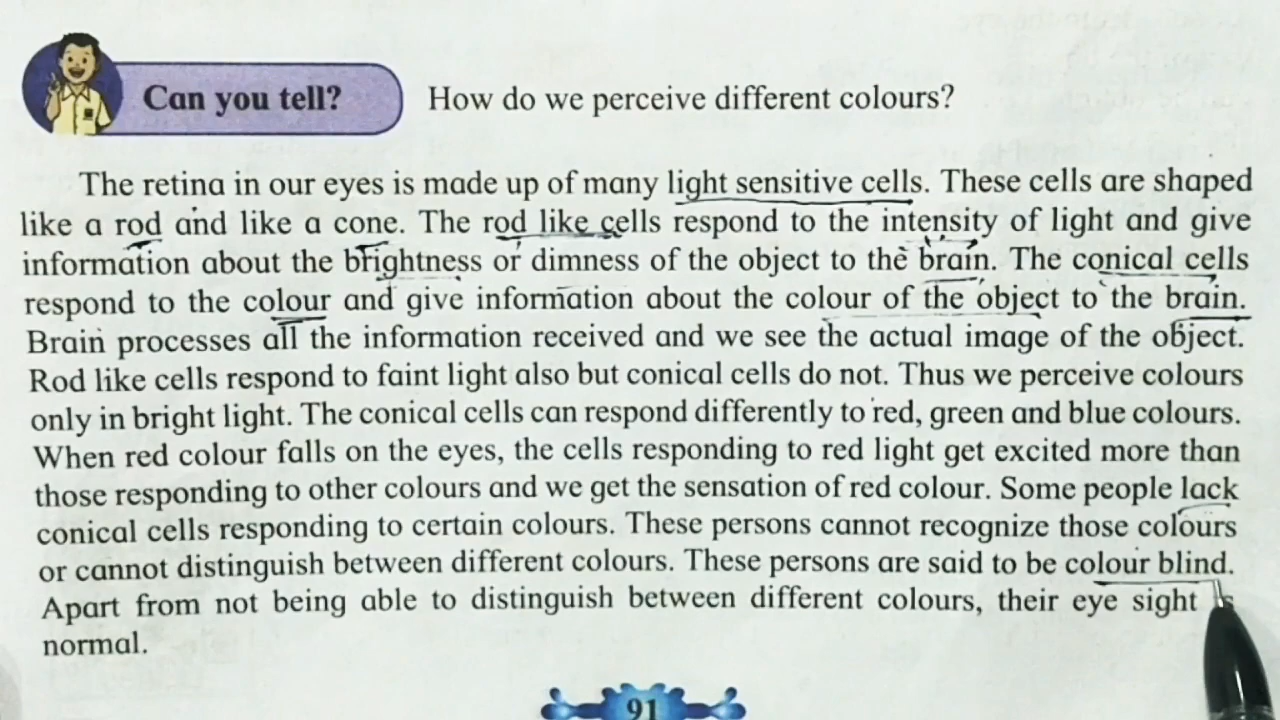 Can you tell? How do we perceive different colours?
The retina in our eyes is made up of many light sensitive cells. These cells are shaped
like a rod and like a cone. The rod like cells respond to the intensity of light and give
information about the brightness or dimness of the object to the brain. The conical cells
respond to the colour and give information about the colour of the object to the brain.
Brain processes all the information received and we see the actual image of the object.
Rod like cells respond to faint light also but conical cells do not. Thus we perceive colours
only in bright light. The conical cells can respond differently to red, green and blue colours.
When red colour falls on the eyes, the cells responding to red light get excited more than
those responding to other colours and we get the sensation of red colour. Some people lack
conical cells responding to certain colours. These persons cannot recognize those colours
or cannot distinguish between different colours. These persons are said to be colour blind.
Apart from not being able to distinguish between different colours, their eye sight
normal.
91